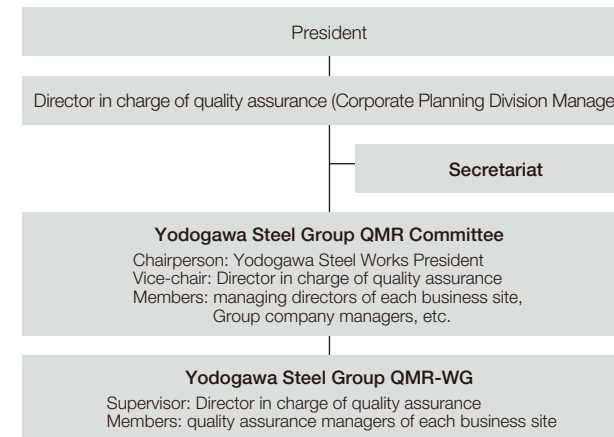 President
Director in charge of quality assurance (Corporate Planning Division Manage
Secretariat
Yodogawa Steel Group QMR Committee
Chairperson: Yodogawa Steel Works President
Vice-chair: Director in charge of quality assurance
Members: managing directors of each business site,
Group company managers, etc.
Yodogawa Steel Group QMR-WG
Supervisor: Director in charge of quality assurance
Members: quality assurance managers of each business site